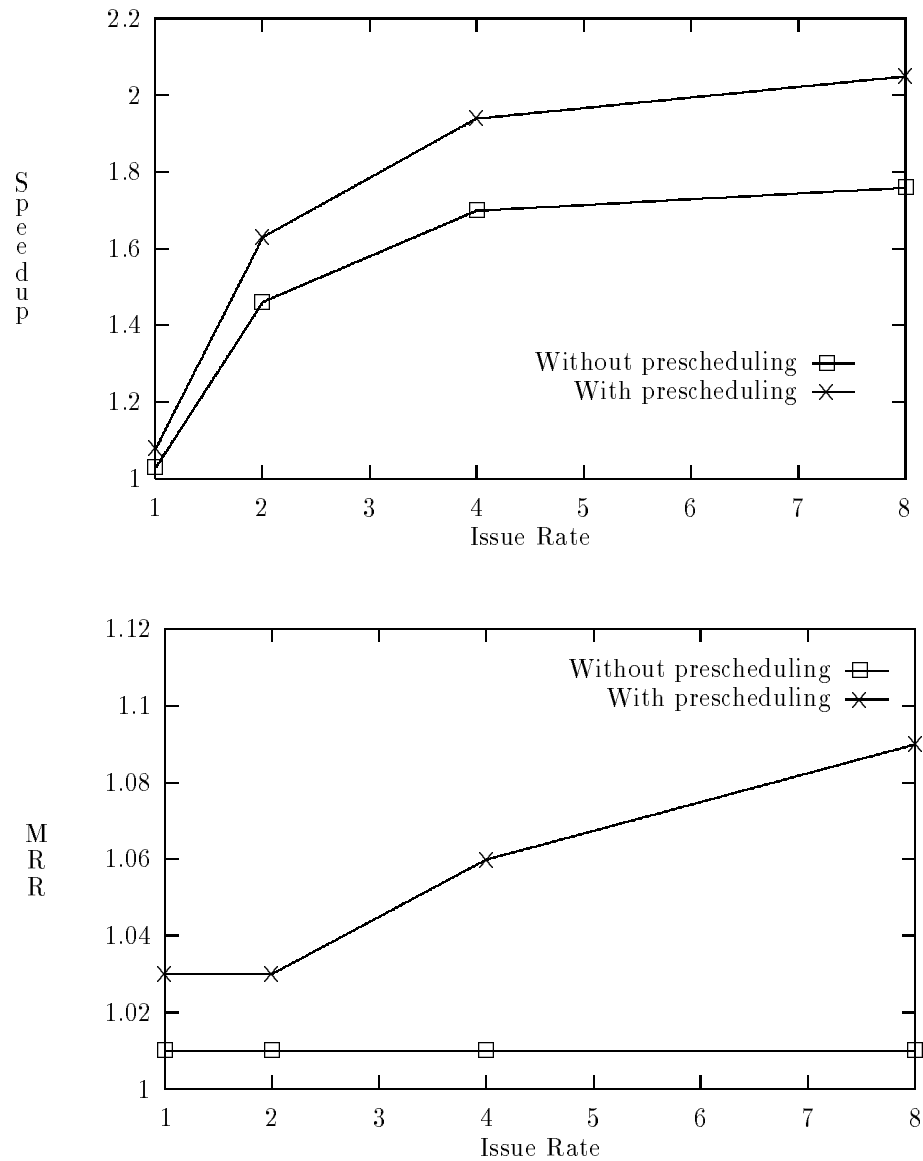 2.2
2
1.8
1.6
1.4
1.2
1
Speedup
Without prescheduling
With prescheduling
1 2 3 4 5 6 7 8
Issue Rate
1.12
1.1
1.08
1.06
1.04
1.02
1
MRR
Without prescheduling
With prescheduling
1 2 3 4 5 6 7 8
Issue Rate